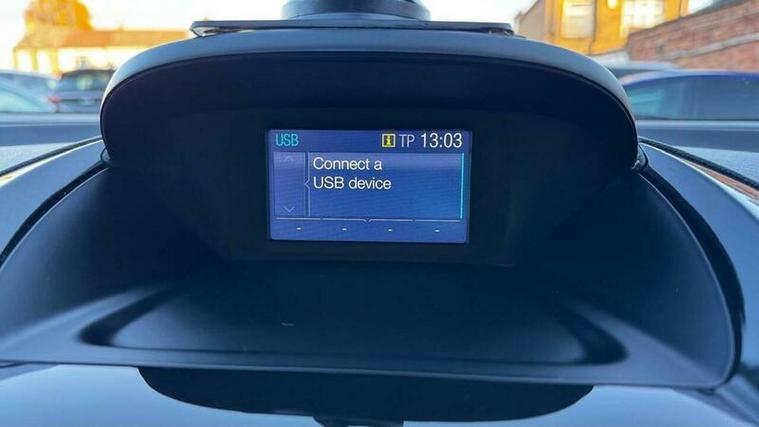 USB i TP 13:03
Connect a
USB device